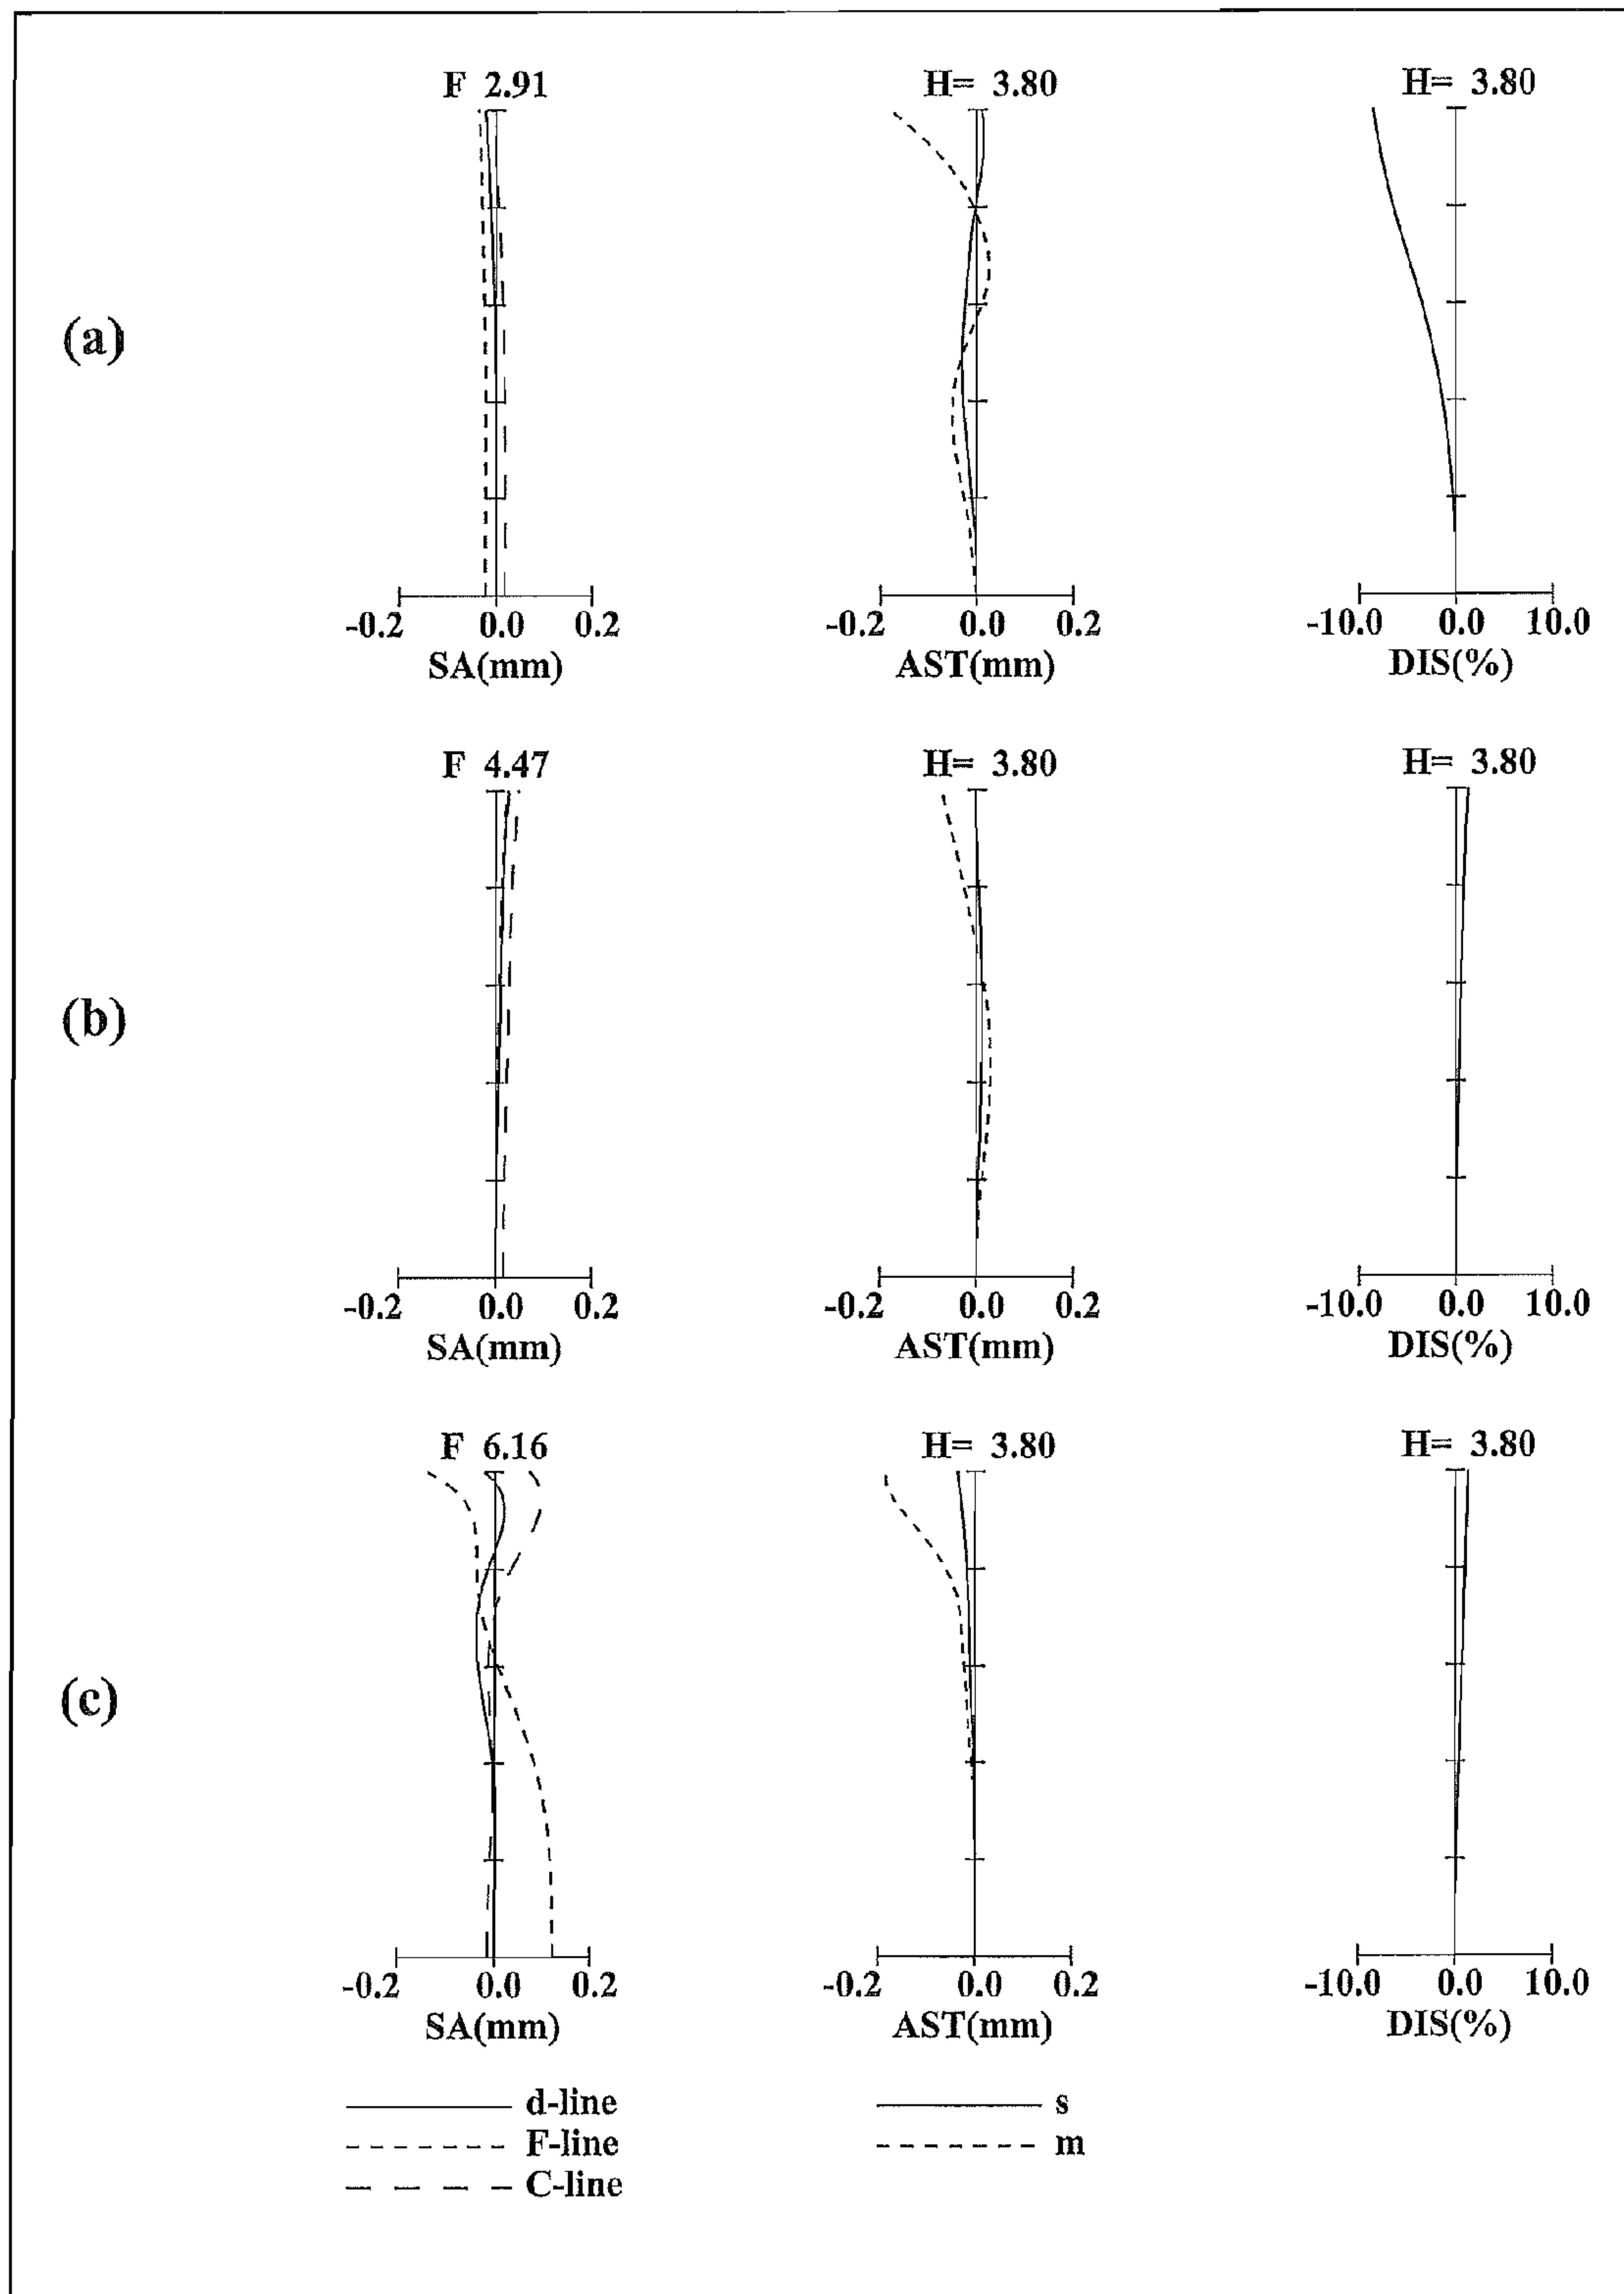 F 2.91 H= 3.80 H= 3.80
(a)
-0.2 0.0 0.2 -0.2 0.0 0.2 -10.0 0.0 10.0
SA(mm) AST(mm) DIS(%)
F 4.47 H= 3.80 H= 3.80
(b)
-0.2 0.0 0.2 -0.2 0.0 0.2 -10.0 0.0 10.0
SA(mm) AST(mm) DIS(%)
F 6.16 H= 3.80 H= 3.80
(c)
-0.2 0.0 0.2 -0.2 0.0 0.2 -10.0 0.0 10.0
SA(mm) AST(mm) DIS(%)
d-line s
F-line m
C-line